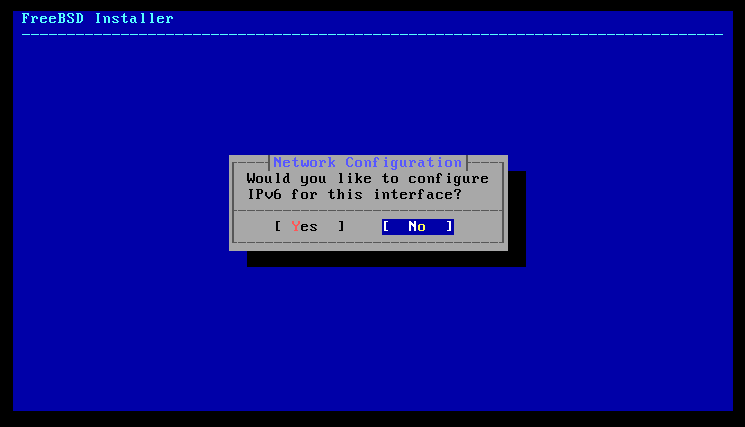 FreeBSD Installer
Network Configuration
Would you like to configure
IPv6 for this interface?
[ Yes ] [ No ]